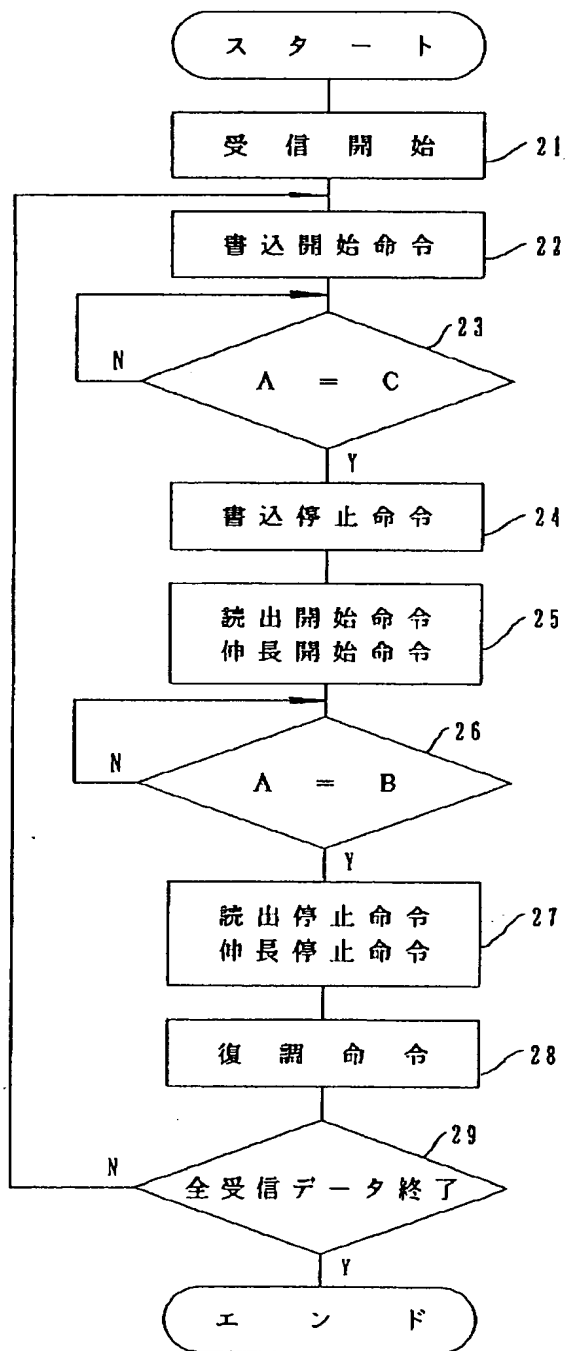 スタート
受信開始 21
書込開始命令 22
23
N
A = C
Y
書込停止命令 24
読出開始命令
伸長開始命令 25
26
N
A = B
Y
読出停止命令
伸長停止命令 27
復調命令 28
29
N
全受信データ終了
Y
エンド